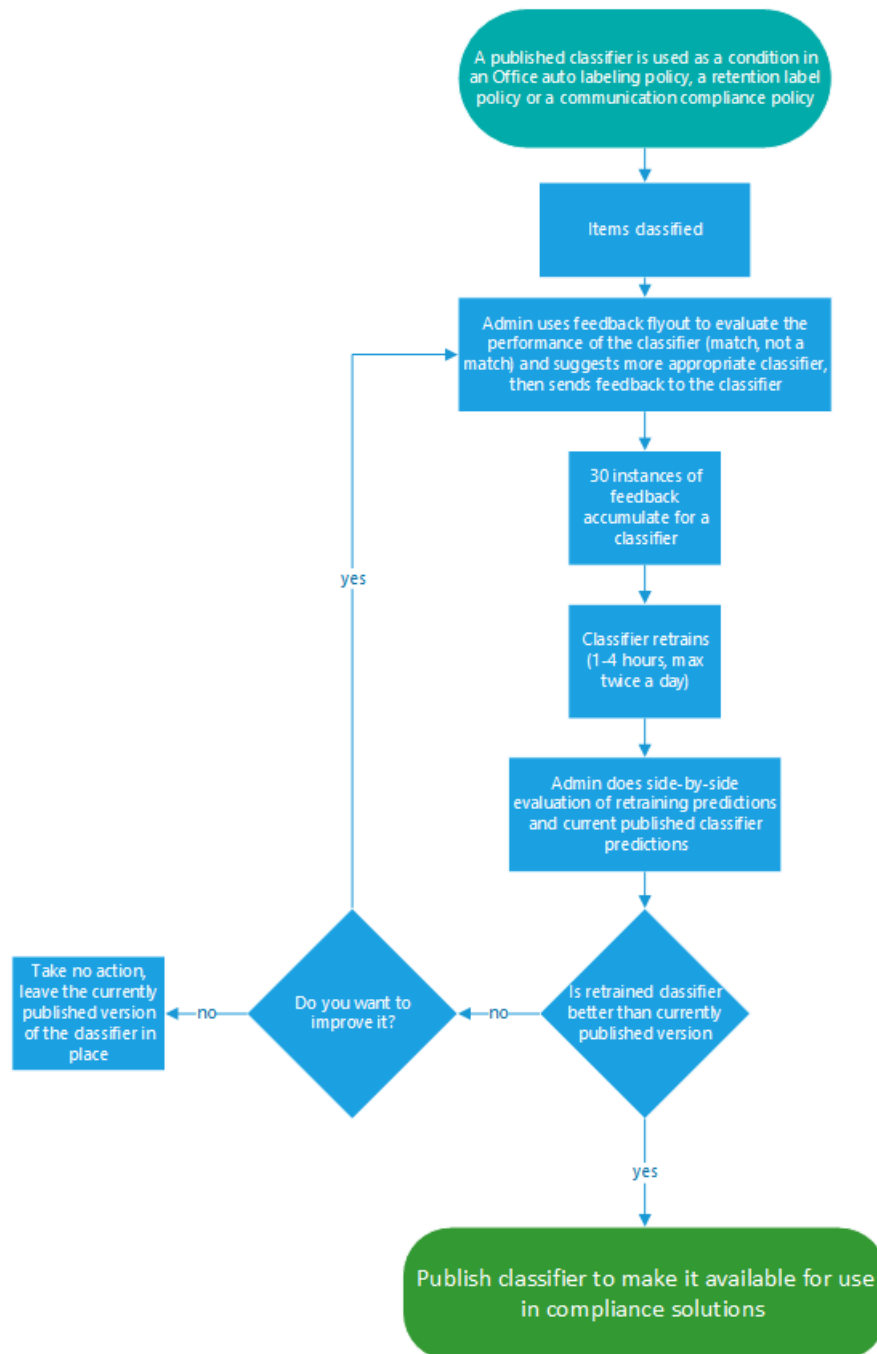 A published classifier is used as a condition in
an Office auto labeling policy, a retention label
policy or a communication compliance policy
Items classified
Admin uses feedback flyout to evaluate the
performance of the classifier (match, not a
match) and suggests more appropriate classifier,
then sends feedback to the classifier
30 instances of
feedback
accumulate for a
classifier
yes
Classifier retrains
(1-4 hours, max
twice a day)
Admin does side-by-side
evaluation of retraining predictions
and current published classifier
predictions
Is retrained classifier
better than currently
published version
no
Do you want to
improve it?
no
Take no action,
leave the currently
published version
of the classifier in
place
yes
Publish classifier to make it available for use
in compliance solutions